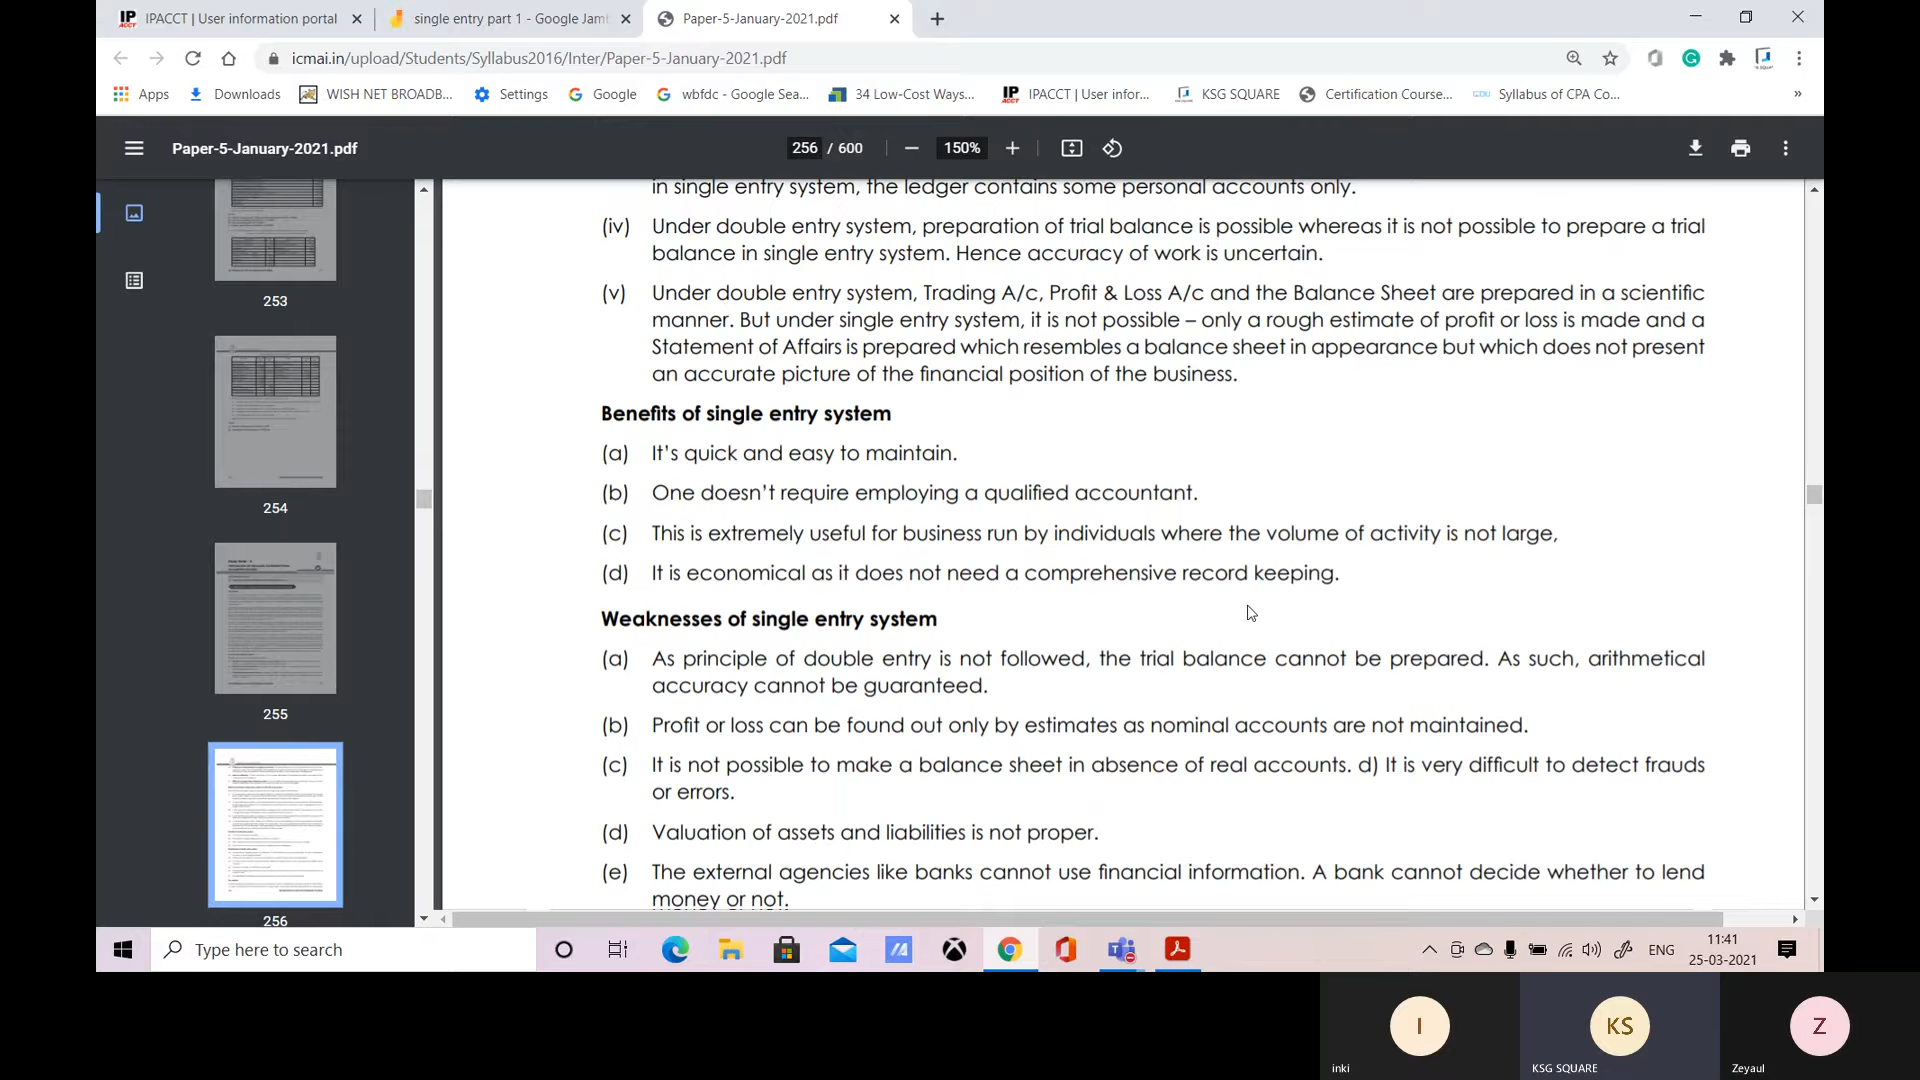 IP ACCT IPACCT | User information portal
single entry part 1 - Google Jam
Paper-5-January-2021.pdf
icmai.in/upload/Students/Syllabus2016/Inter/Paper-5-January-2021.pdf
Apps Downloads WISH NET BROADB... Settings Google wbfdc - Google Sea... 34 Low-Cost Ways... IPACCT | User infor... KSG SQUARE Certification Course... Syllabus of CPA Co... »
Paper-5-January-2021.pdf 256 / 600 150%
253
254
255
256
in single entry system, the ledger contains some personal accounts only.
(iv) Under double entry system, preparation of trial balance is possible whereas it is not possible to prepare a trial
balance in single entry system. Hence accuracy of work is uncertain.
(v) Under double entry system, Trading A/c, Profit & Loss A/c and the Balance Sheet are prepared in a scientific
manner. But under single entry system, it is not possible – only a rough estimate of profit or loss is made and a
Statement of Affairs is prepared which resembles a balance sheet in appearance but which does not present
an accurate picture of the financial position of the business.
Benefits of single entry system
(a) It's quick and easy to maintain.
(b) One doesn't require employing a qualified accountant.
(c) This is extremely useful for business run by individuals where the volume of activity is not large,
(d) It is economical as it does not need a comprehensive record keeping.
Weaknesses of single entry system
(a) As principle of double entry is not followed, the trial balance cannot be prepared. As such, arithmetical
accuracy cannot be guaranteed.
(b) Profit or loss can be found out only by estimates as nominal accounts are not maintained.
(c) It is not possible to make a balance sheet in absence of real accounts. d) It is very difficult to detect frauds
or errors.
(d) Valuation of assets and liabilities is not proper.
(e) The external agencies like banks cannot use financial information. A bank cannot decide whether to lend
money or not.
Type here to search
ENG
11:41
25-03-2021
I
KS
Z
inki
KSG SQUARE
Zeyaul